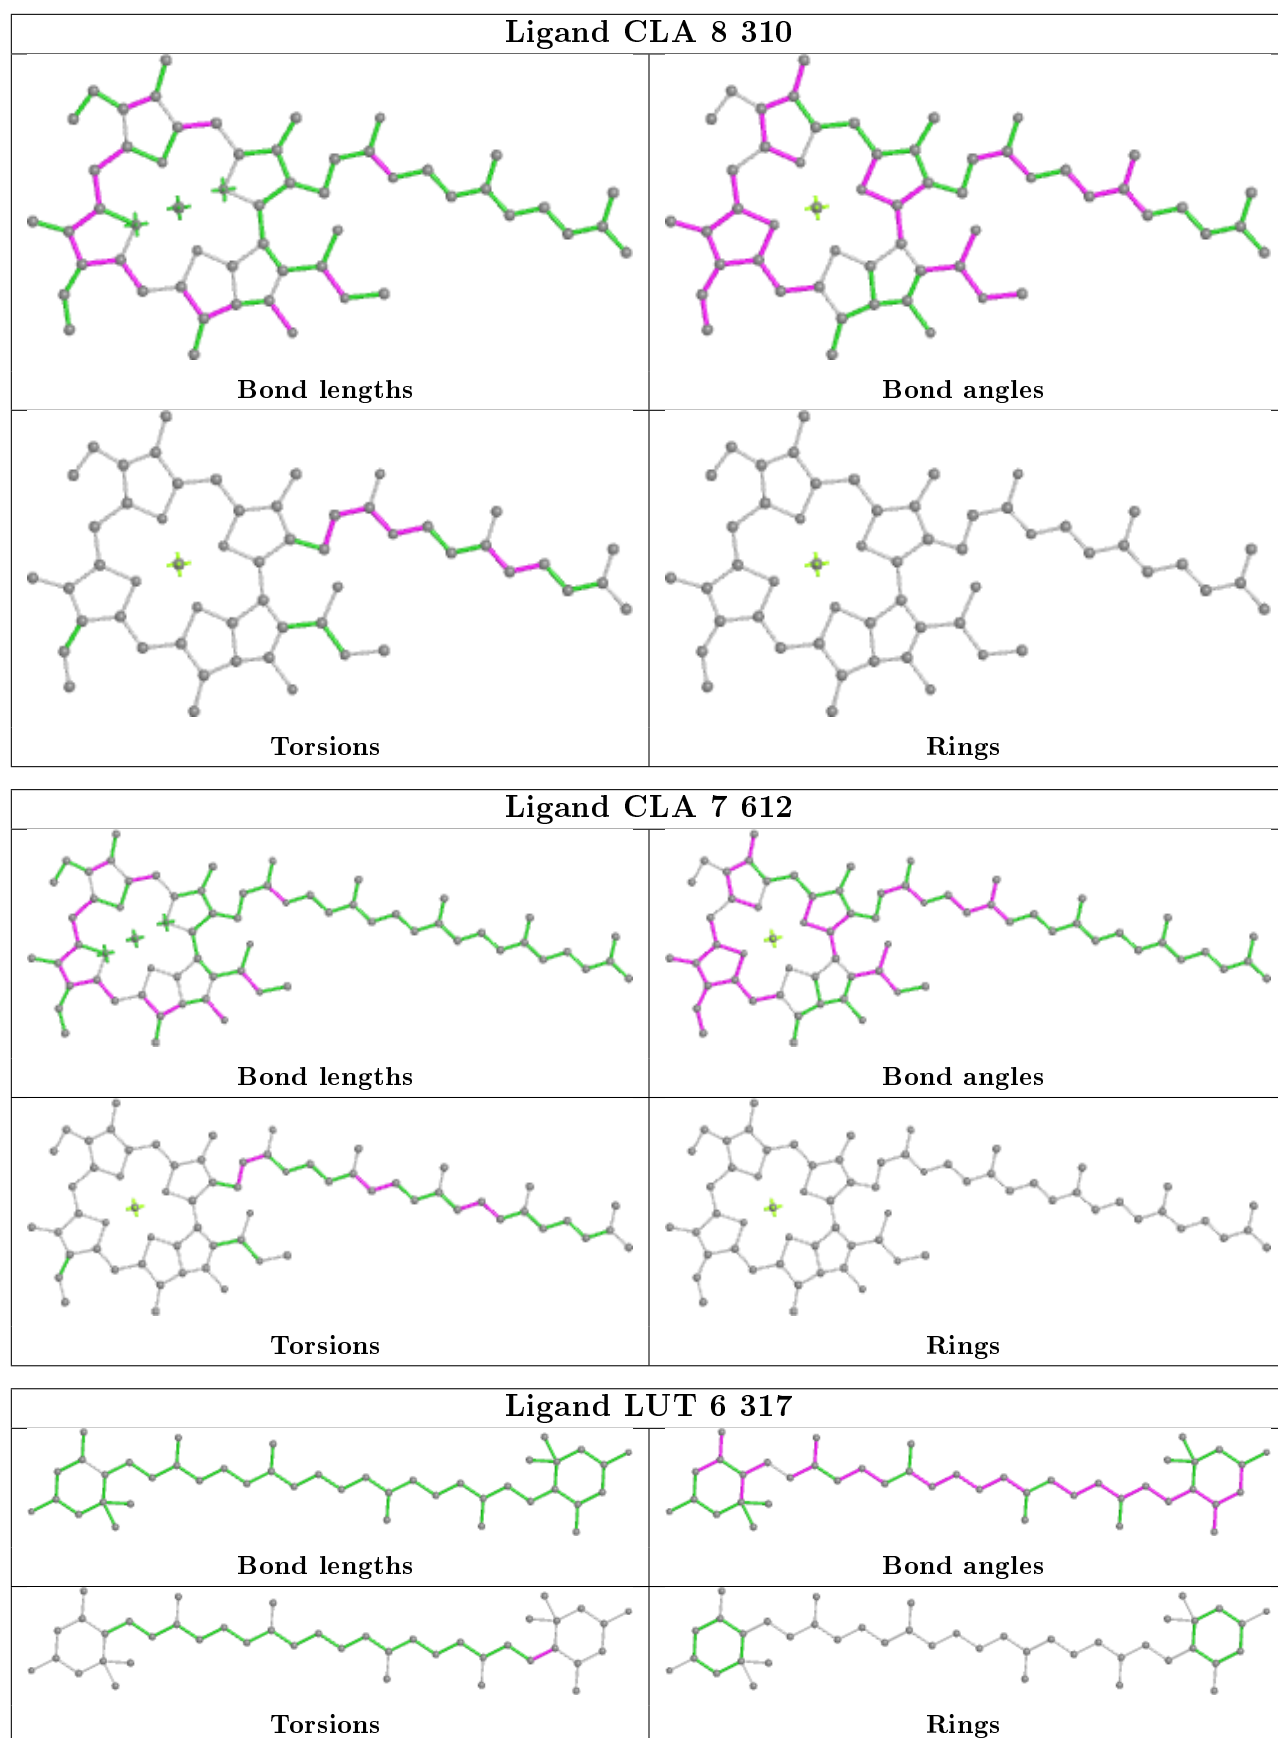 Ligand CLA 8 310
Bond lengths
Bond angles
Torsions
Rings
Ligand CLA 7 612
Bond lengths
Bond angles
Torsions
Rings
Ligand LUT 6 317
Bond lengths
Bond angles
Torsions
Rings